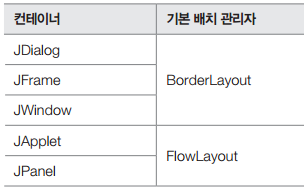 컨테이너 기본 배치 관리자
JDialog
JFrame BorderLayout
JWindow
JApplet
FlowLayout
JPanel